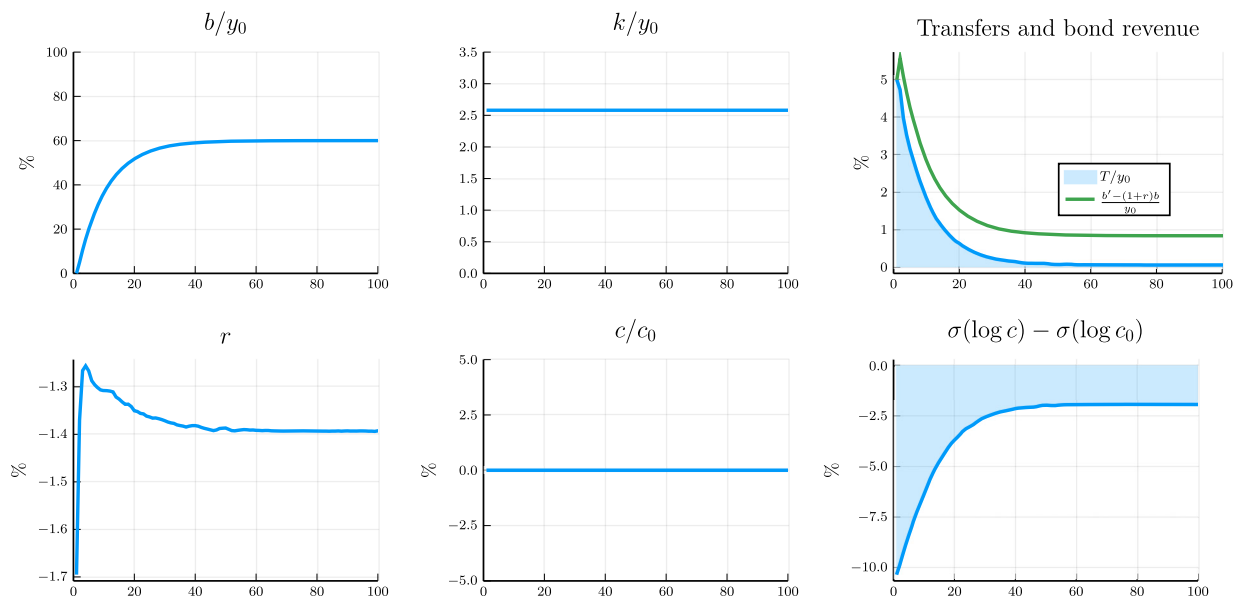 b/y₀
100
80
60
40
20
0
%
0 20 40 60 80 100
k/y₀
3.5
3.0
2.5
2.0
1.5
1.0
0.5
0.0
0 20 40 60 80 100
Transfers and bond revenue
5
4
3
2
1
0
%
T/y₀
b′−(1+r)b
y₀
0 20 40 60 80 100
r
−1.3
−1.4
−1.5
−1.6
−1.7
%
0 20 40 60 80 100
c/c₀
5.0
2.5
0.0
−2.5
−5.0
%
0 20 40 60 80 100
σ(log c) − σ(log c₀)
0.0
−2.5
−5.0
−7.5
−10.0
%
0 20 40 60 80 100